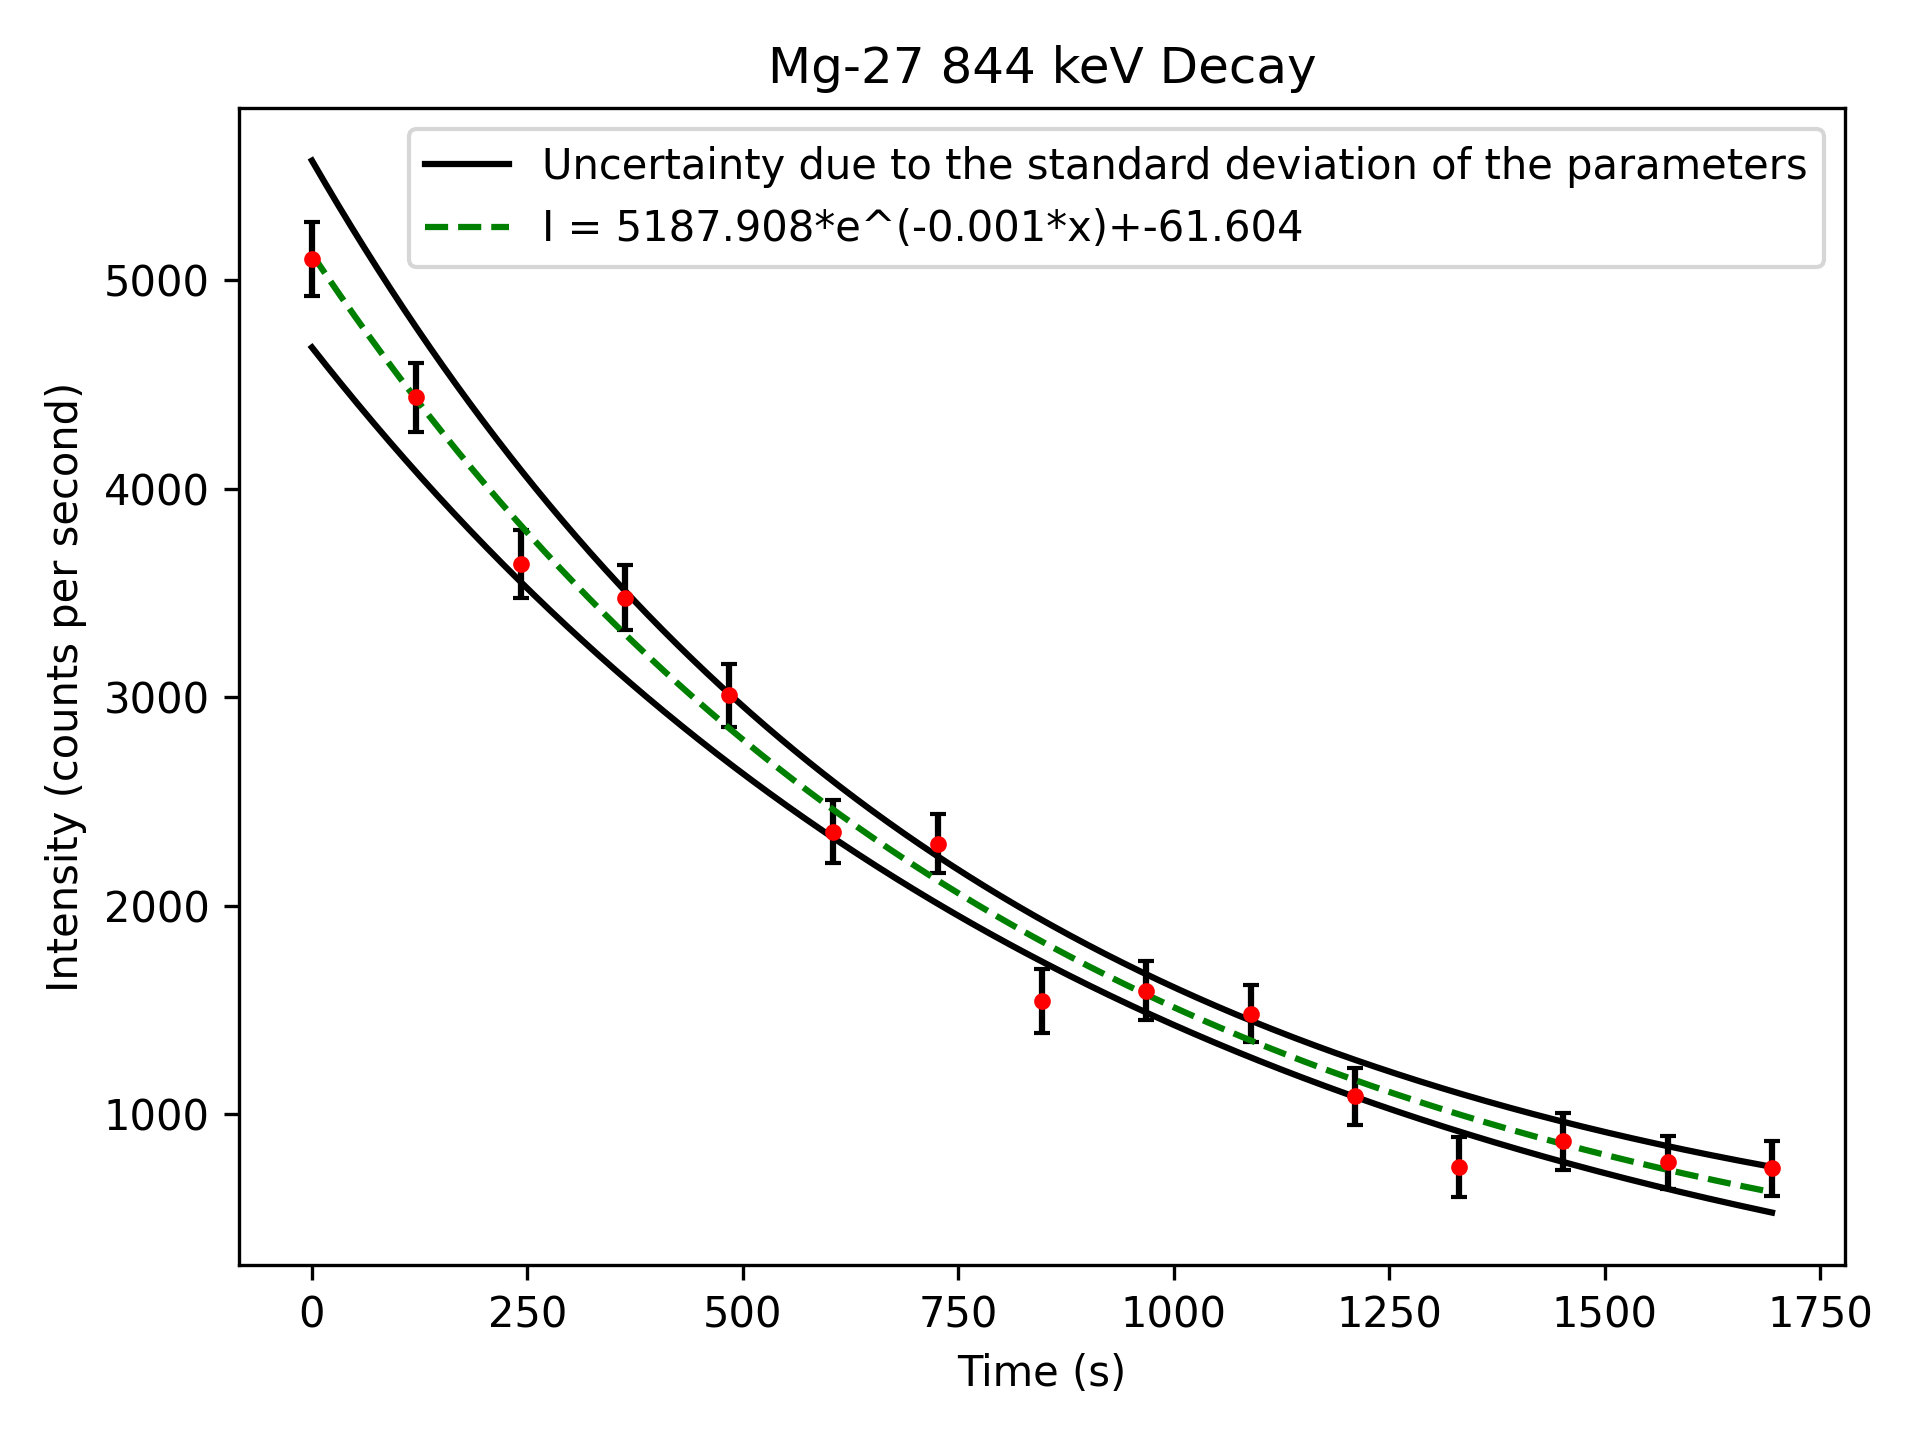 Mg-27 844 keV Decay
Uncertainty due to the standard deviation of the parameters
I = 5187.908*e^(-0.001*x)+-61.604
Intensity (counts per second)
5000
4000
3000
2000
1000
0 250 500 750 1000 1250 1500 1750
Time (s)